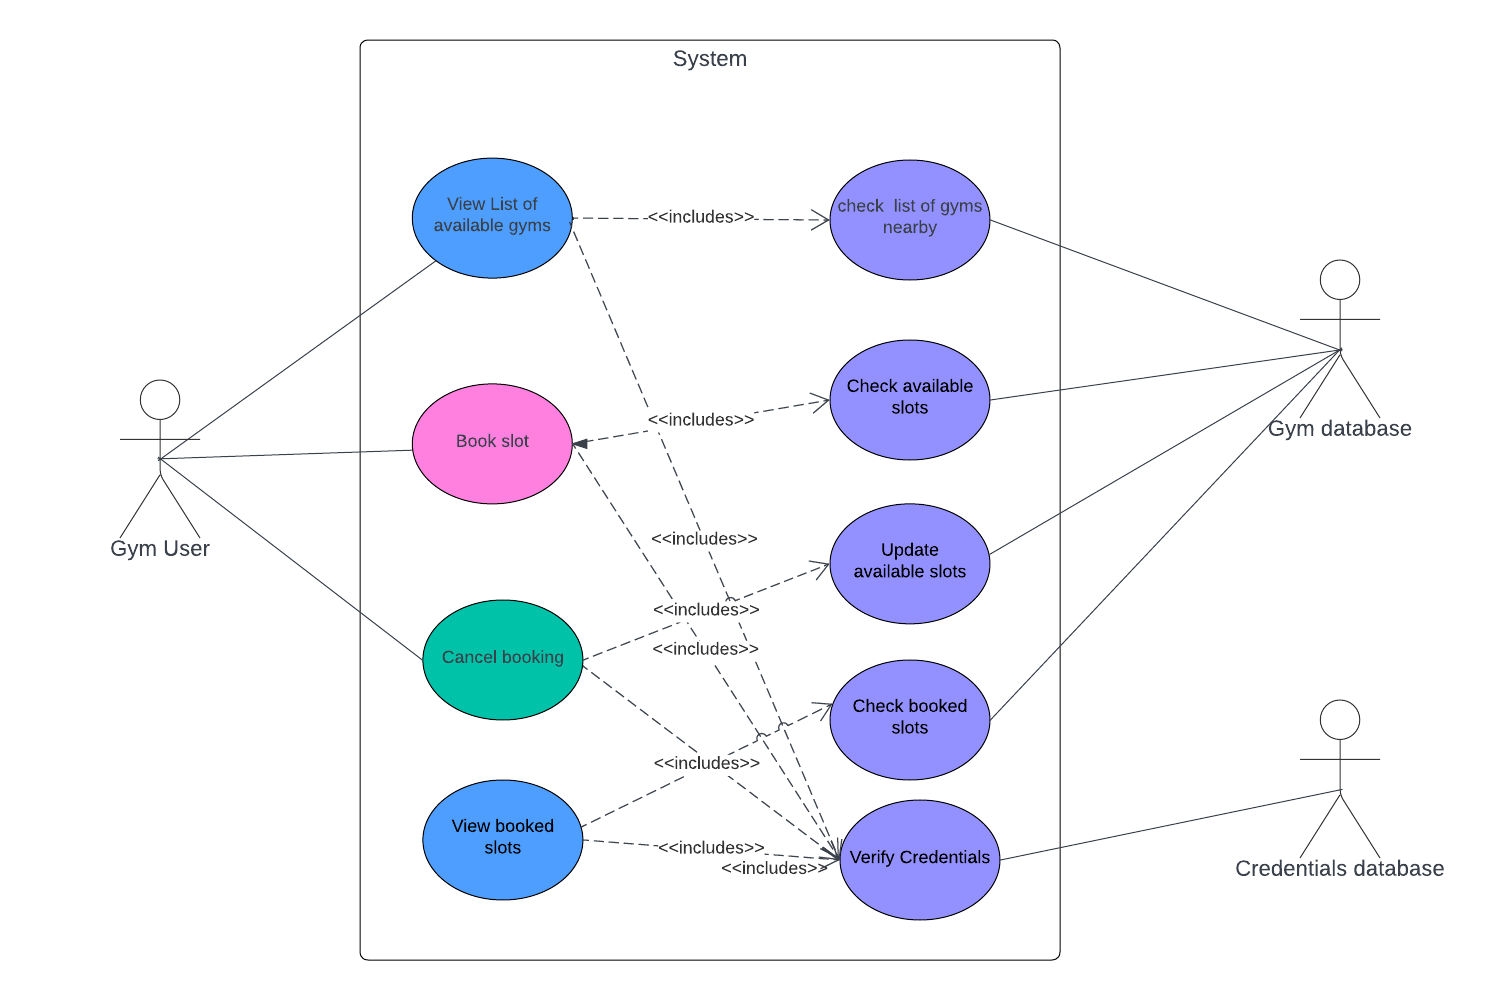 System
View List of
available gyms
<<includes>>
check  list of gyms
nearby
Book slot
<<includes>>
Check available
slots
Gym User
Gym database
<<includes>>
Update
available slots
<<includes>>
<<includes>>
Cancel booking
Check booked
slots
<<includes>>
View booked
slots
<<includes>>
<<includes>>
Verify Credentials
Credentials database